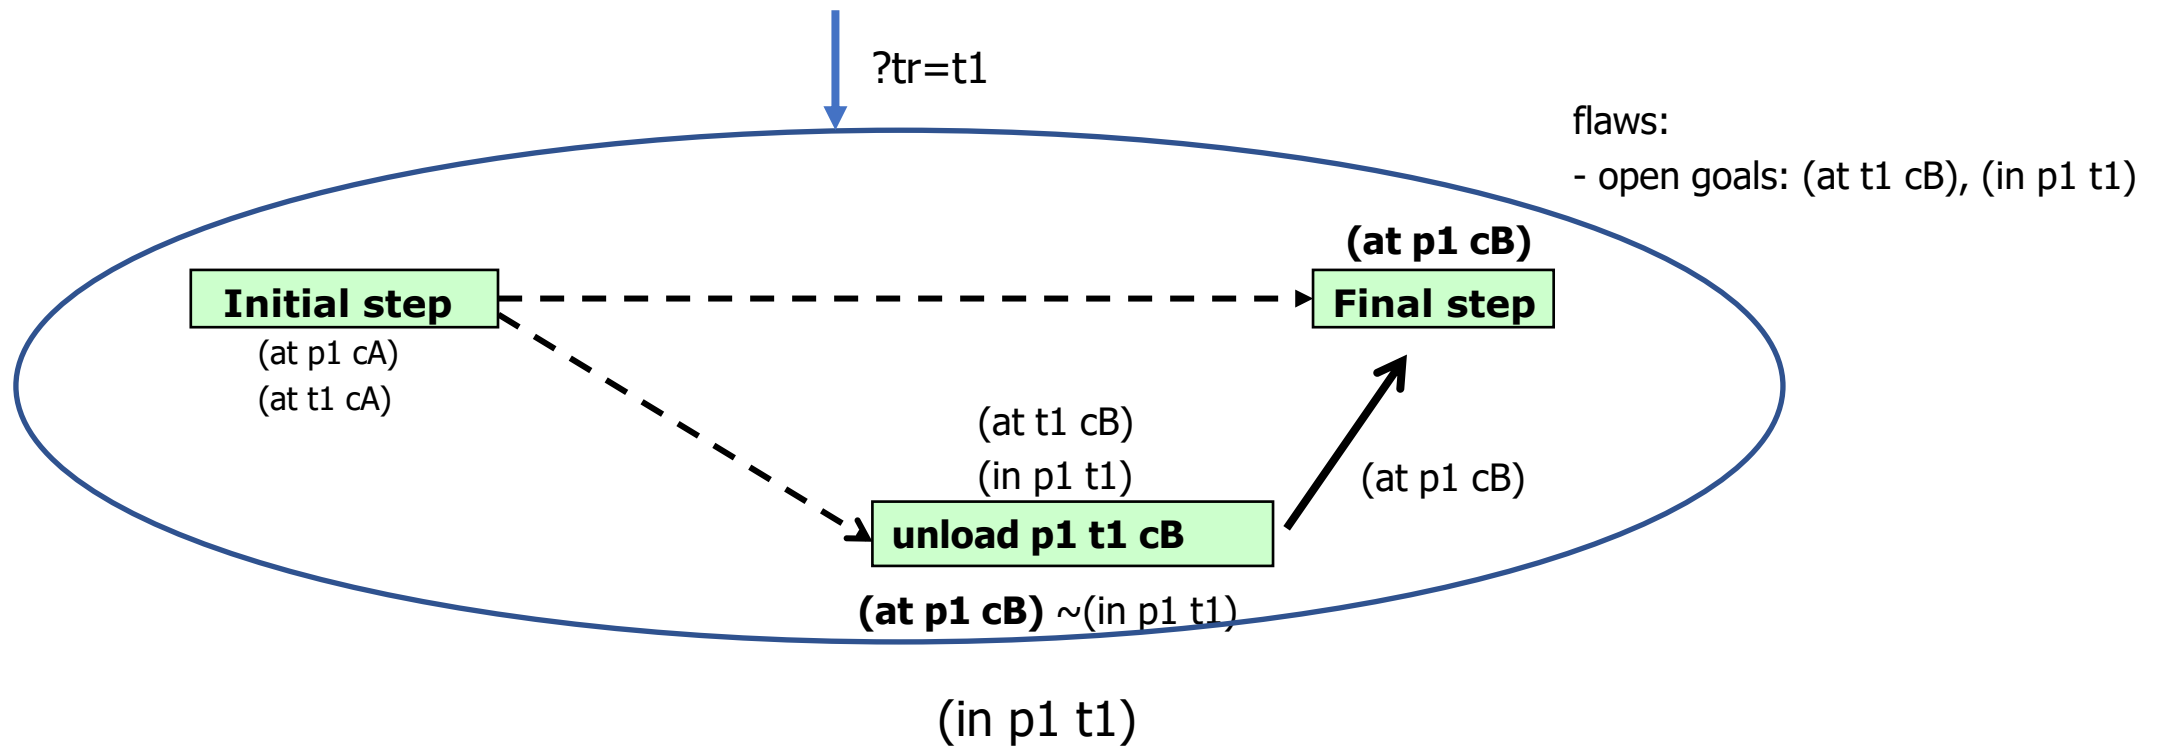 ?tr=t1
flaws:
- open goals: (at t1 cB), (in p1 t1)
(at p1 cB)
Initial step
Final step
(at p1 cA)
(at t1 cA)
(at t1 cB)
(in p1 t1)
(at p1 cB)
unload p1 t1 cB
(at p1 cB) ~(in p1 t1)
(in p1 t1)